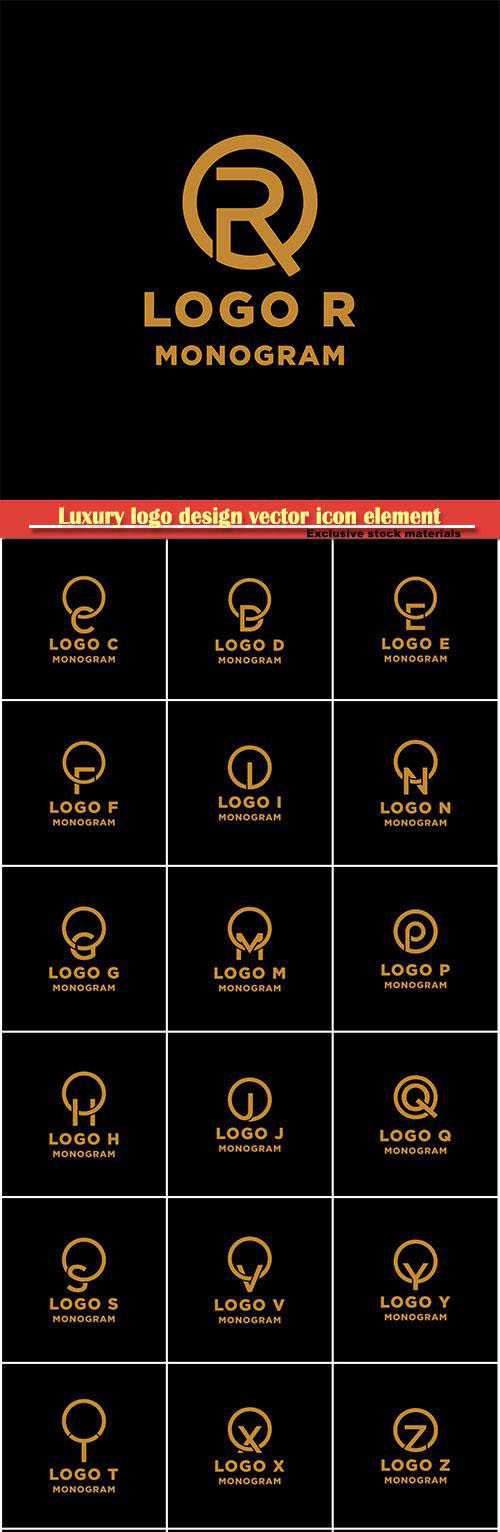 R
LOGO R
MONOGRAM
Luxury logo design vector icon element
Exclusive stock materials
C
D
E
LOGO C
LOGO D
LOGO E
MONOGRAM
MONOGRAM
MONOGRAM
F
I
N
LOGO F
LOGO I
LOGO N
MONOGRAM
MONOGRAM
MONOGRAM
G
M
P
LOGO G
LOGO M
LOGO P
MONOGRAM
MONOGRAM
MONOGRAM
H
J
Q
LOGO H
LOGO J
LOGO Q
MONOGRAM
MONOGRAM
MONOGRAM
S
V
Y
LOGO S
LOGO V
LOGO Y
MONOGRAM
MONOGRAM
MONOGRAM
T
X
Z
LOGO T
LOGO X
LOGO Z
MONOGRAM
MONOGRAM
MONOGRAM